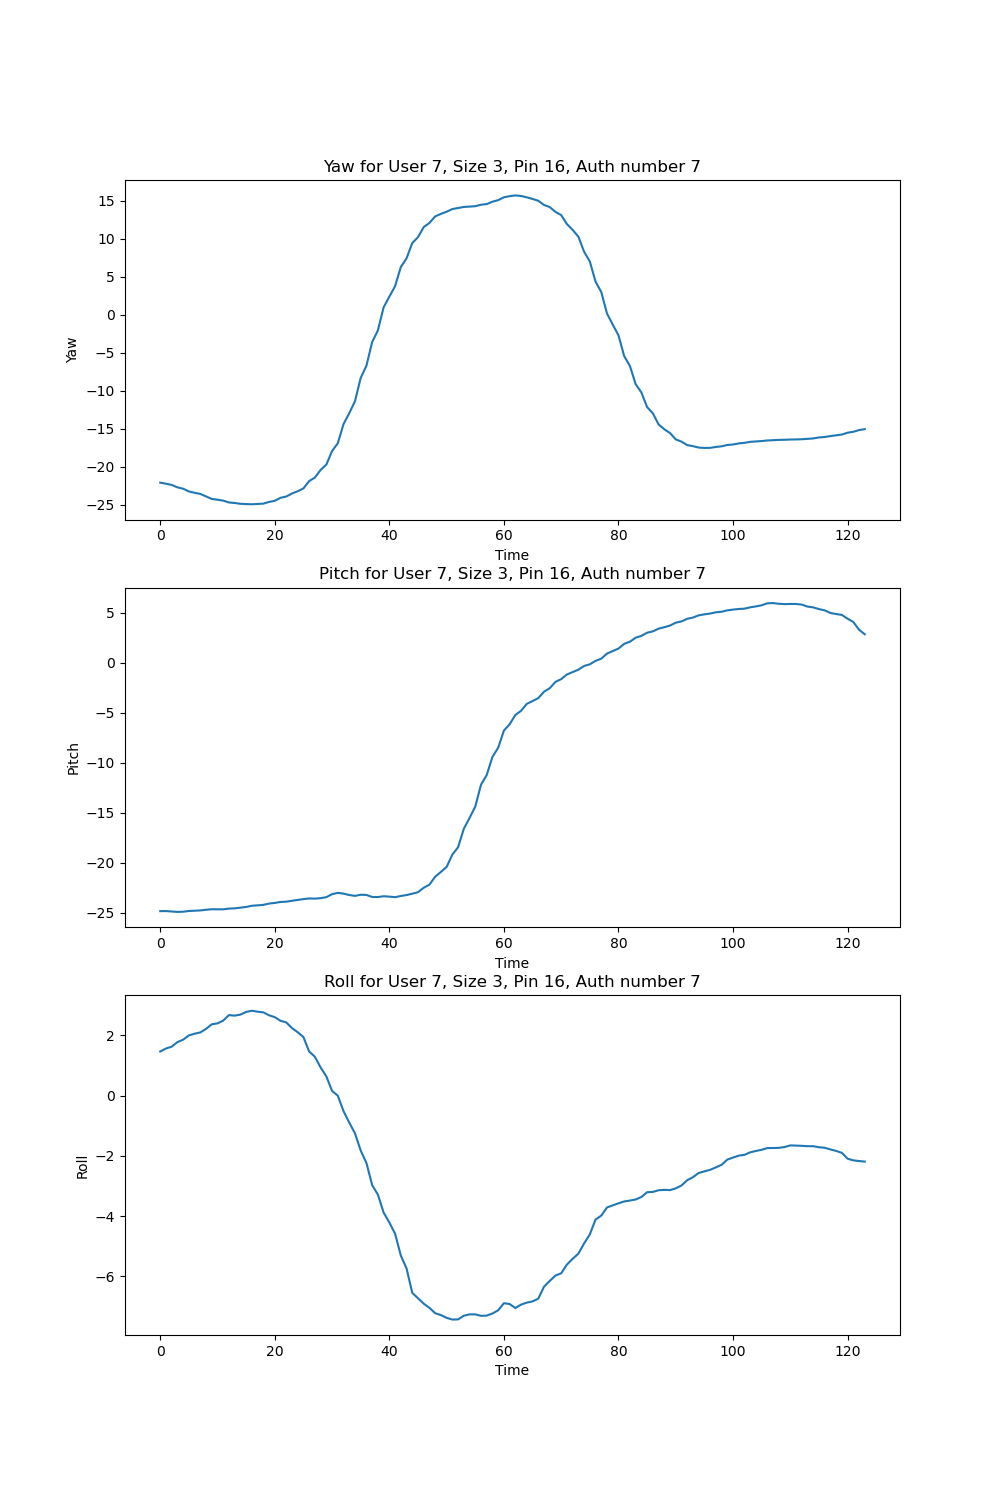 Yaw for User 7, Size 3, Pin 16, Auth number 7
15
10
5
0
−5
−10
−15
−20
−25
Yaw
0 20 40 60 80 100 120
Time
Pitch for User 7, Size 3, Pin 16, Auth number 7
5
0
−5
−10
−15
−20
−25
Pitch
0 20 40 60 80 100 120
Time
Roll for User 7, Size 3, Pin 16, Auth number 7
2
0
−2
−4
−6
Roll
0 20 40 60 80 100 120
Time